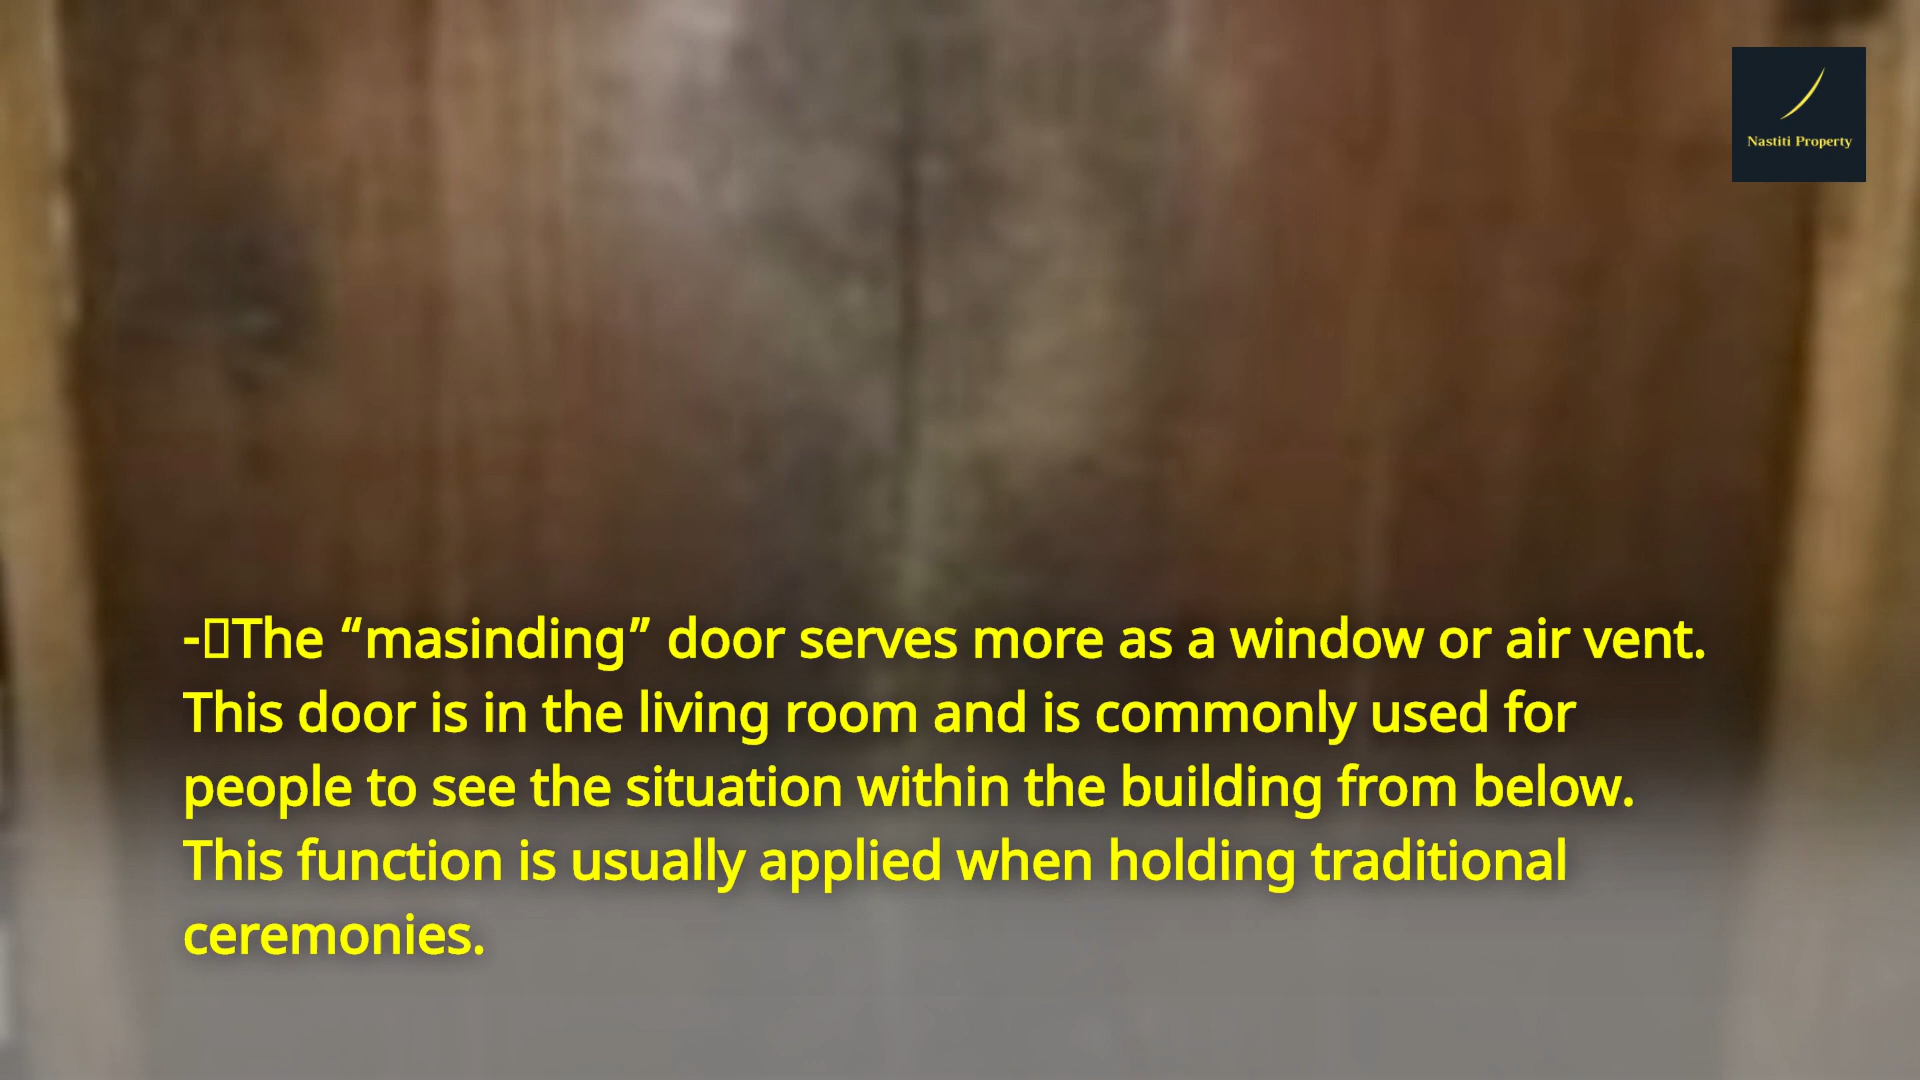 Nastiti Property
-▯The “masinding” door serves more as a window or air vent.
This door is in the living room and is commonly used for
people to see the situation within the building from below.
This function is usually applied when holding traditional
ceremonies.